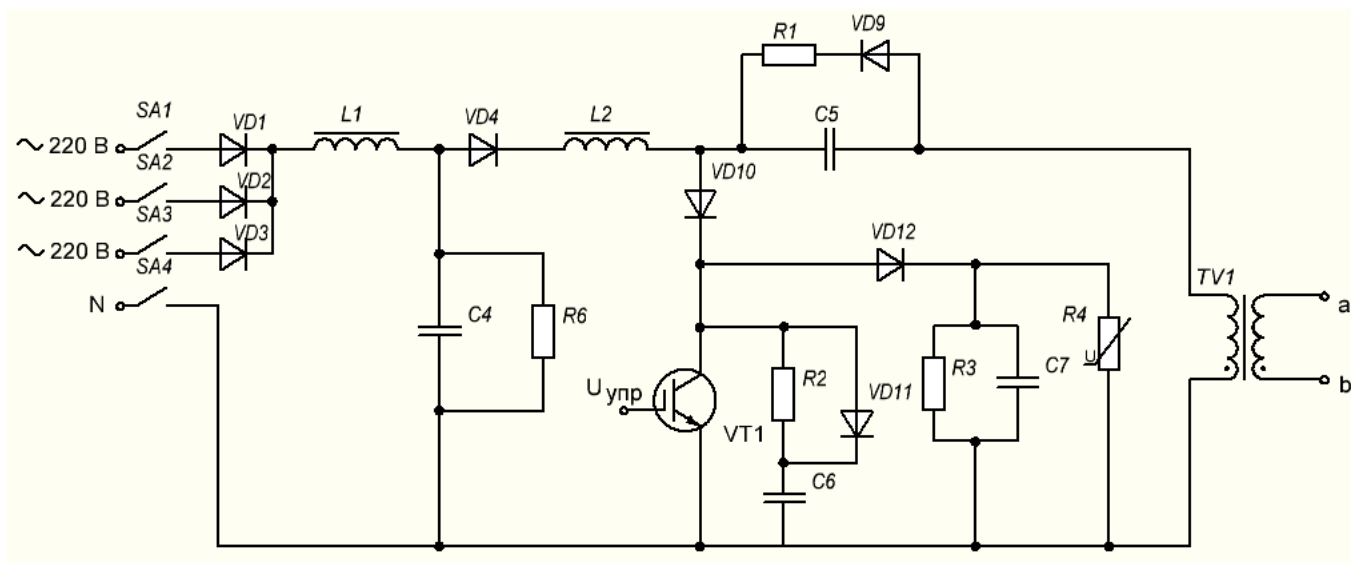 R1
VD9
SA1
VD1
L1
VD4
L2
C5
~ 220 В
SA2
VD2
VD10
~ 220 В
SA3
VD3
VD12
~ 220 В
SA4
TV1
N
C4
R6
R4
a
U
R3
C7
R2
VD11
U упр
b
VT1
C6